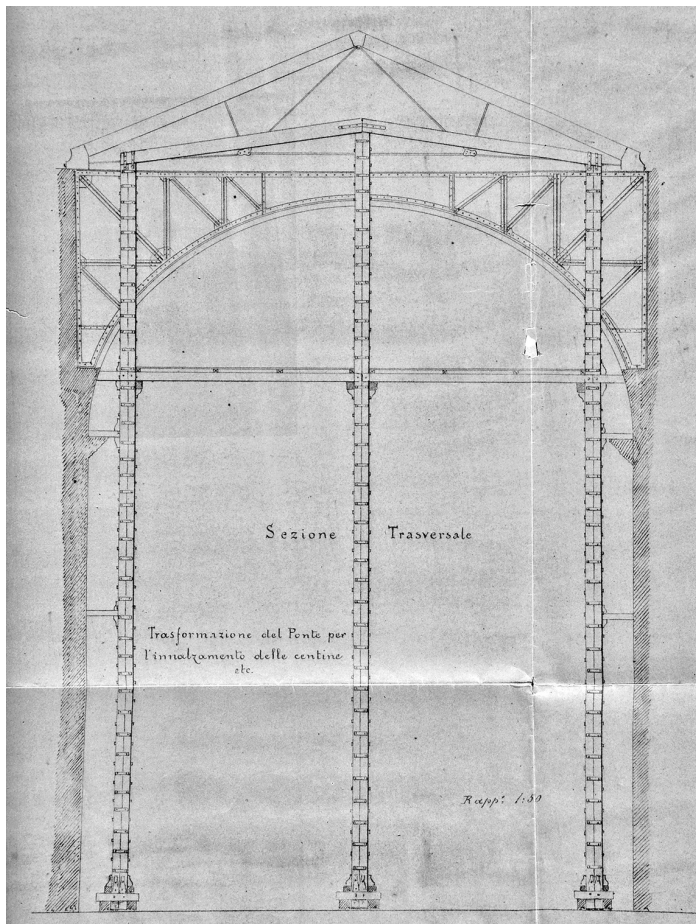 Sezione Trasversale
Trasformazione del Ponte per
l'innalzamento delle centine
etc.
Rapp.° 1:50